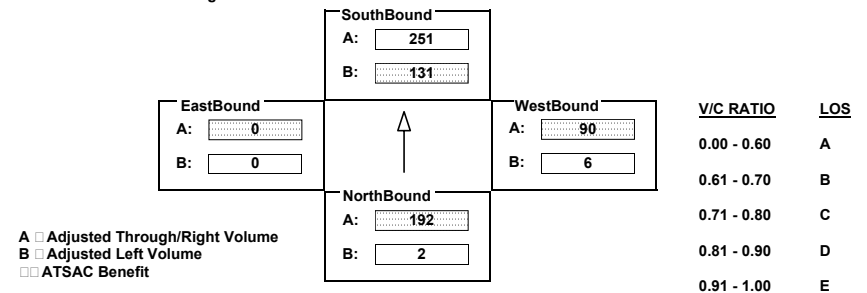 SouthBound
A: 251
B: 131
EastBound
A: 0
B: 0
WestBound
A: 90
B: 6
NorthBound
A: 192
B: 2
A □ Adjusted Through/Right Volume
B □ Adjusted Left Volume
□□ ATSAC Benefit
V/C RATIO LOS
0.00 - 0.60 A
0.61 - 0.70 B
0.71 - 0.80 C
0.81 - 0.90 D
0.91 - 1.00 E